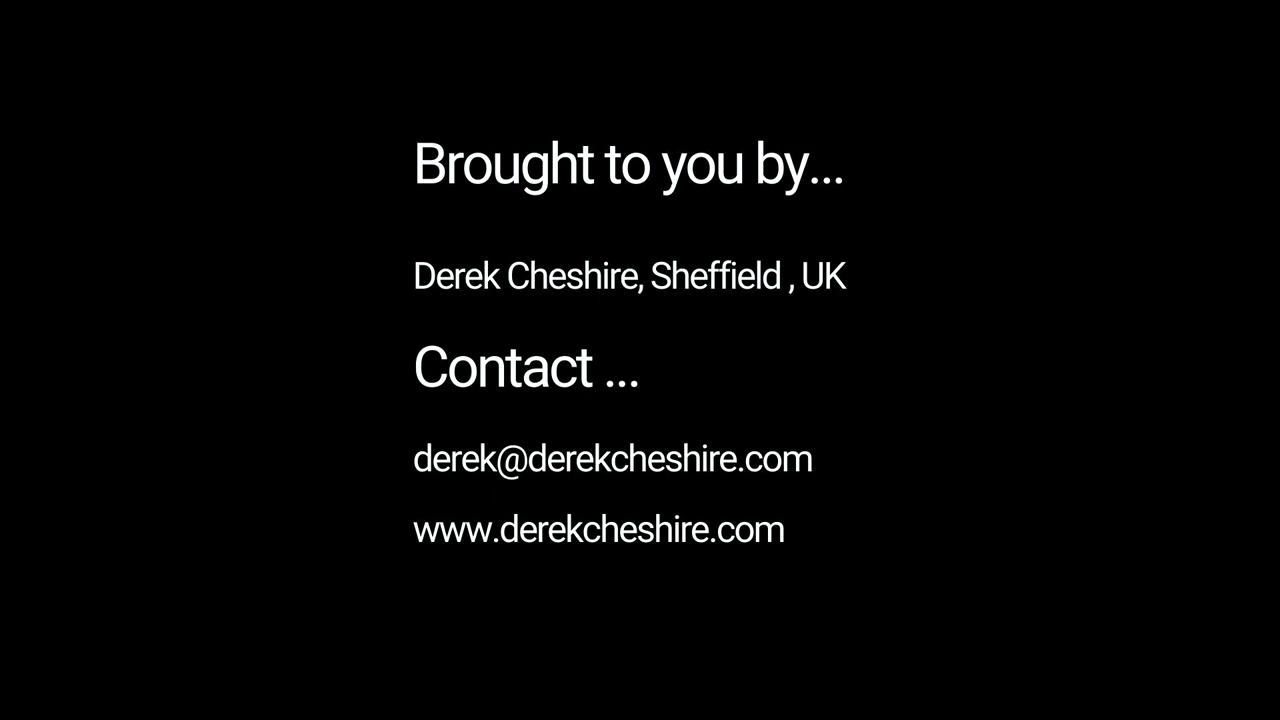 Brought to you by...
Derek Cheshire, Sheffield , UK
Contact ...
derek@derekcheshire.com
www.derekcheshire.com